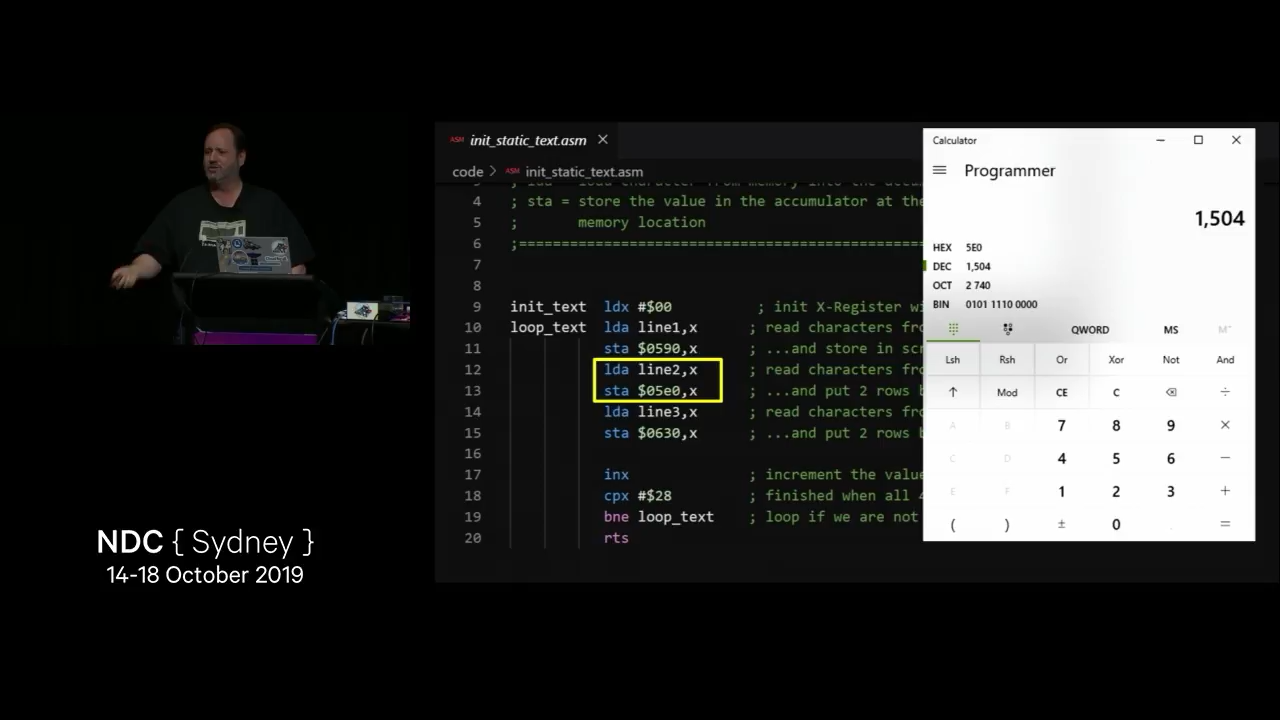 ASM init_static_text.asm ×
code > ASM init_static_text.asm
4 ; sta = store the value in the accumulator at the
5 ; memory location
6 ;================================================
7
8
9 init_text ldx #$00 ; init X-Register wi
10 loop_text lda line1,x ; read characters fro
11 sta $0590,x ; ...and store in scr
12 lda line2,x ; read characters fro
13 sta $05e0,x ; ...and put 2 rows b
14 lda line3,x ; read characters fro
15 sta $0630,x ; ...and put 2 rows b
16
17 inx ; increment the value
18 cpx #$28 ; finished when all 4
19 bne loop_text ; loop if we are not
20 rts
Calculator
Programmer
1,504
HEX 5E0
DEC 1,504
OCT 2 740
BIN 0101 1110 0000
QWORD MS M˅
Lsh Rsh Or Xor Not And
↑ Mod CE C ⌫ ÷
A B 7 8 9 ×
C D 4 5 6 −
E F 1 2 3 +
( ) ± 0 . =
NDC { Sydney }
14-18 October 2019